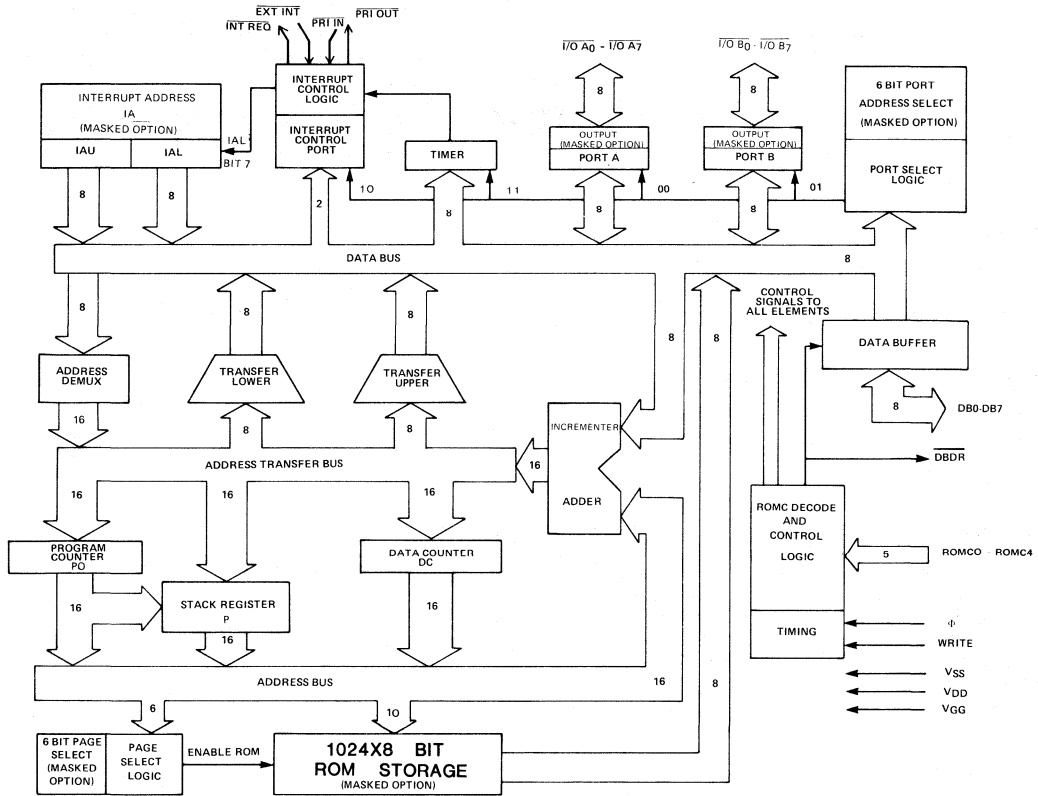 EXT INT
INT REQ
PRI IN
PRI OUT
I/O A0 - I/O A7
I/O B0 - I/O B7
INTERRUPT ADDRESS
IA
(MASKED OPTION)
IAU
IAL
IAL
BIT 7
INTERRUPT
CONTROL
LOGIC
INTERRUPT
CONTROL
PORT
TIMER
8
OUTPUT
(MASKED OPTION)
PORT A
8
OUTPUT
(MASKED OPTION)
PORT B
6 BIT PORT
ADDRESS SELECT
(MASKED OPTION)
PORT SELECT
LOGIC
8
8
2
10
8
11
8
00
8
01
DATA BUS
8
8
8
8
8
8
CONTROL
SIGNALS TO
ALL ELEMENTS
DATA BUFFER
8
DB0-DB7
DBDR
ADDRESS
DEMUX
TRANSFER
LOWER
TRANSFER
UPPER
16
8
8
INCREMENTER
ADDER
16
ADDRESS TRANSFER BUS
16
16
16
PROGRAM
COUNTER
PO
DATA COUNTER
DC
ROMC DECODE
AND
CONTROL
LOGIC
5
ROMCO - ROMC4
16
STACK REGISTER
P
16
16
TIMING
Φ
WRITE
VSS
VDD
VGG
ADDRESS BUS
16
8
6
10
6 BIT PAGE
SELECT
(MASKED
OPTION)
PAGE
SELECT
LOGIC
ENABLE ROM
1024X8 BIT
ROM STORAGE
(MASKED OPTION)